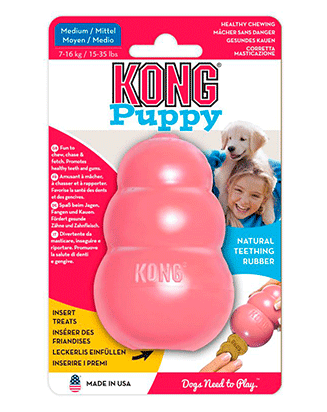 Medium / Mittel
Moyen / Medio
7-16 kg / 15-35 lbs
HEALTHY CHEWING
MÂCHER SANS DANGER
GESUNDES KAUEN
CORRETTA
MASTICAZIONE
KONG
Puppy
Fun to
chew, chase &
fetch. Promotes
healthy teeth and gums.
Amusant à mâcher,
à chasser et à rapporter.
Favorise la santé des dents
et des gencives.
Spaß beim Jagen,
Fangen und Kauen.
Fördert gesunde
Zähne und Zahnfleisch.
Divertente da
masticare, inseguire e
riportare. Promuove
la salute di denti
e gengive.
KONG
NATURAL
TEETHING
RUBBER
INSERT
TREATS
INSÉRER DES
FRIANDISES
LECKERLIS EINFÜLLEN
INSERIRE I PREMI
MADE IN USA
Dogs Need to Play.